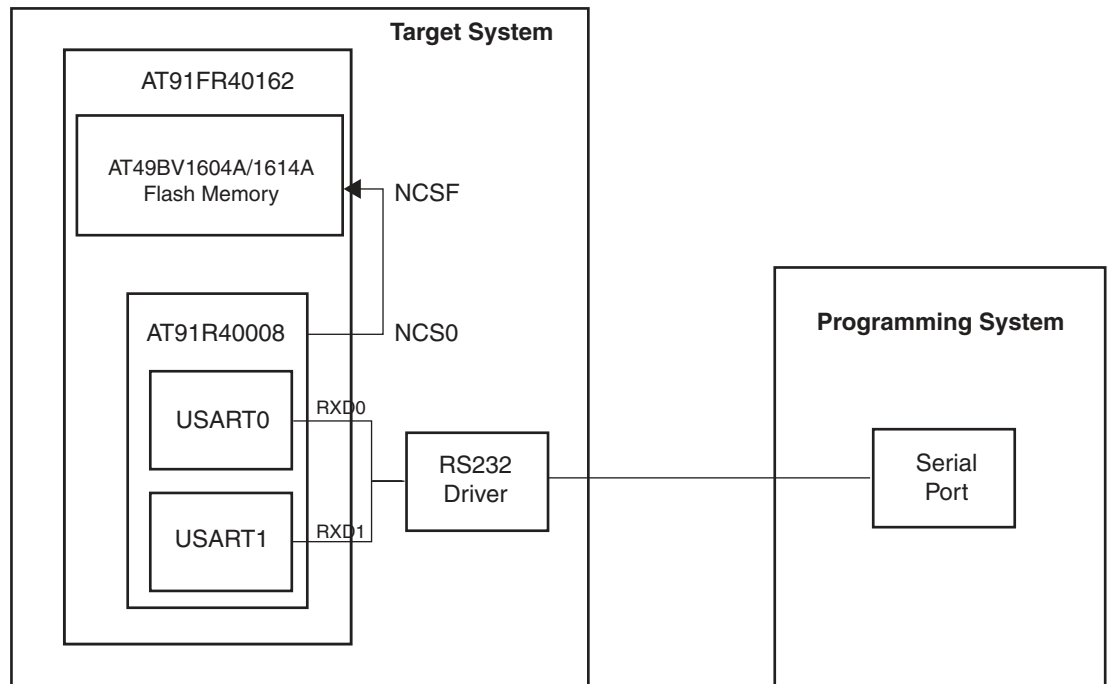 Target System
AT91FR40162
AT49BV1604A/1614A
Flash Memory
NCSF
AT91R40008
NCS0
USART0
RXD0
RS232
Driver
USART1
RXD1
Programming System
Serial
Port